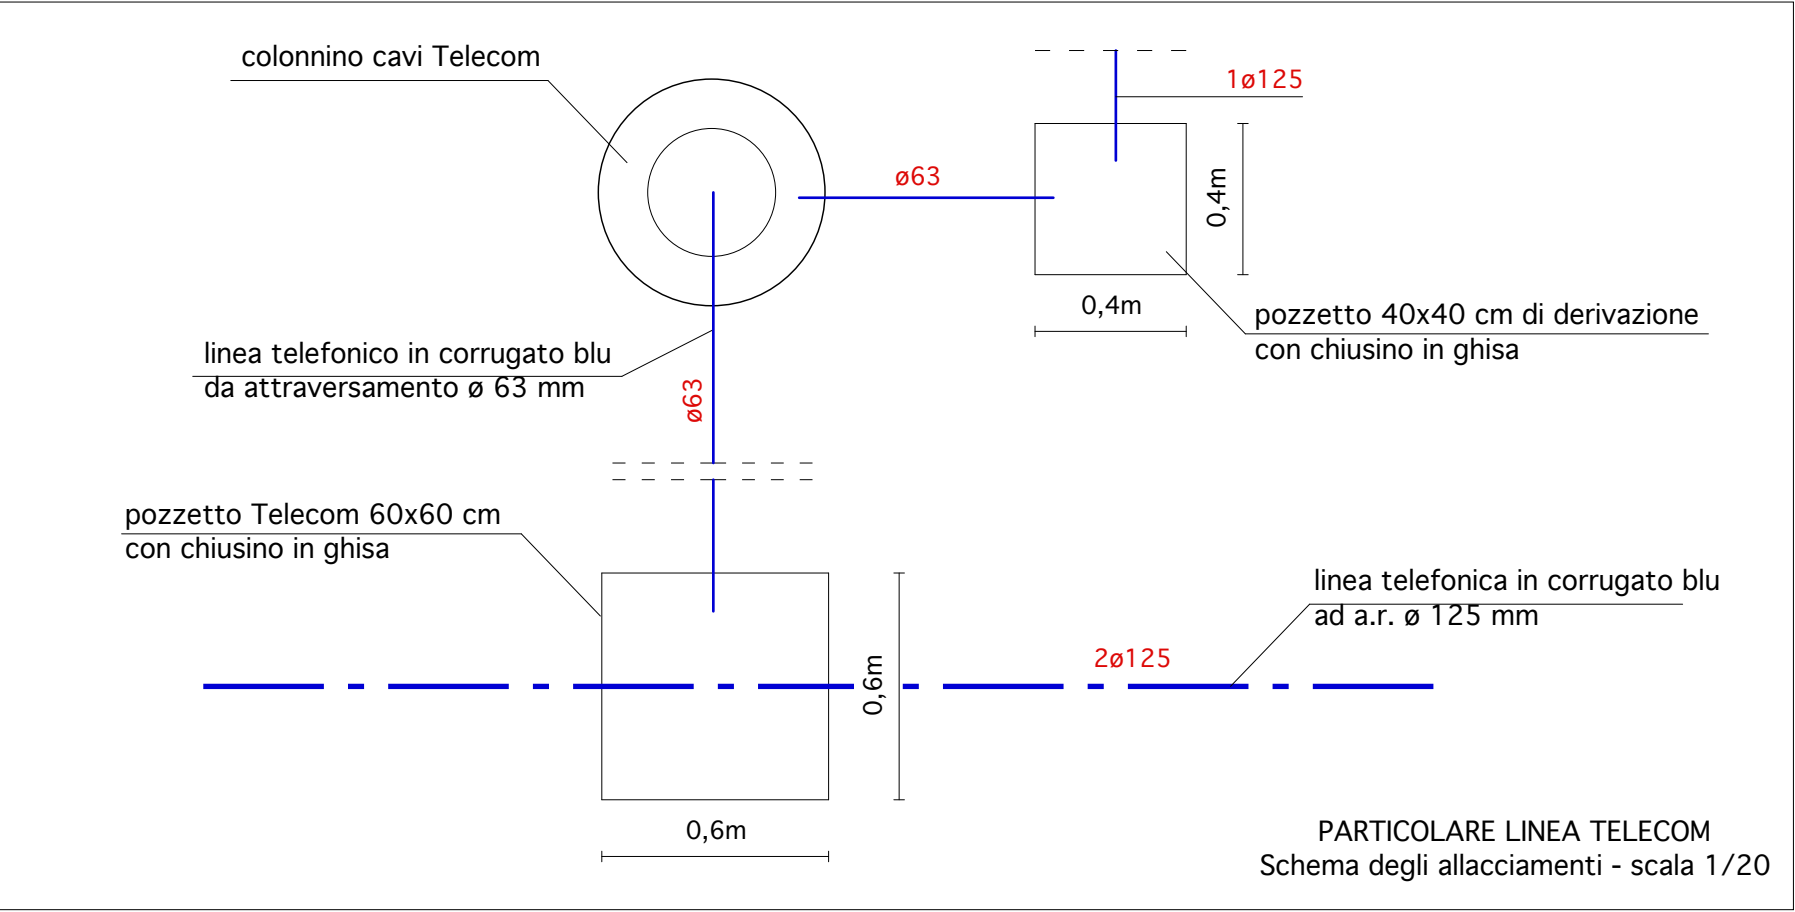 colonnino cavi Telecom
1ø125
ø63
0,4m
0,4m
pozzetto 40x40 cm di derivazione
con chiusino in ghisa
linea telefonico in corrugato blu
da attraversamento ø 63 mm
ø63
pozzetto Telecom 60x60 cm
con chiusino in ghisa
linea telefonica in corrugato blu
ad a.r. ø 125 mm
2ø125
0,6m
0,6m
PARTICOLARE LINEA TELECOM
Schema degli allacciamenti - scala 1/20